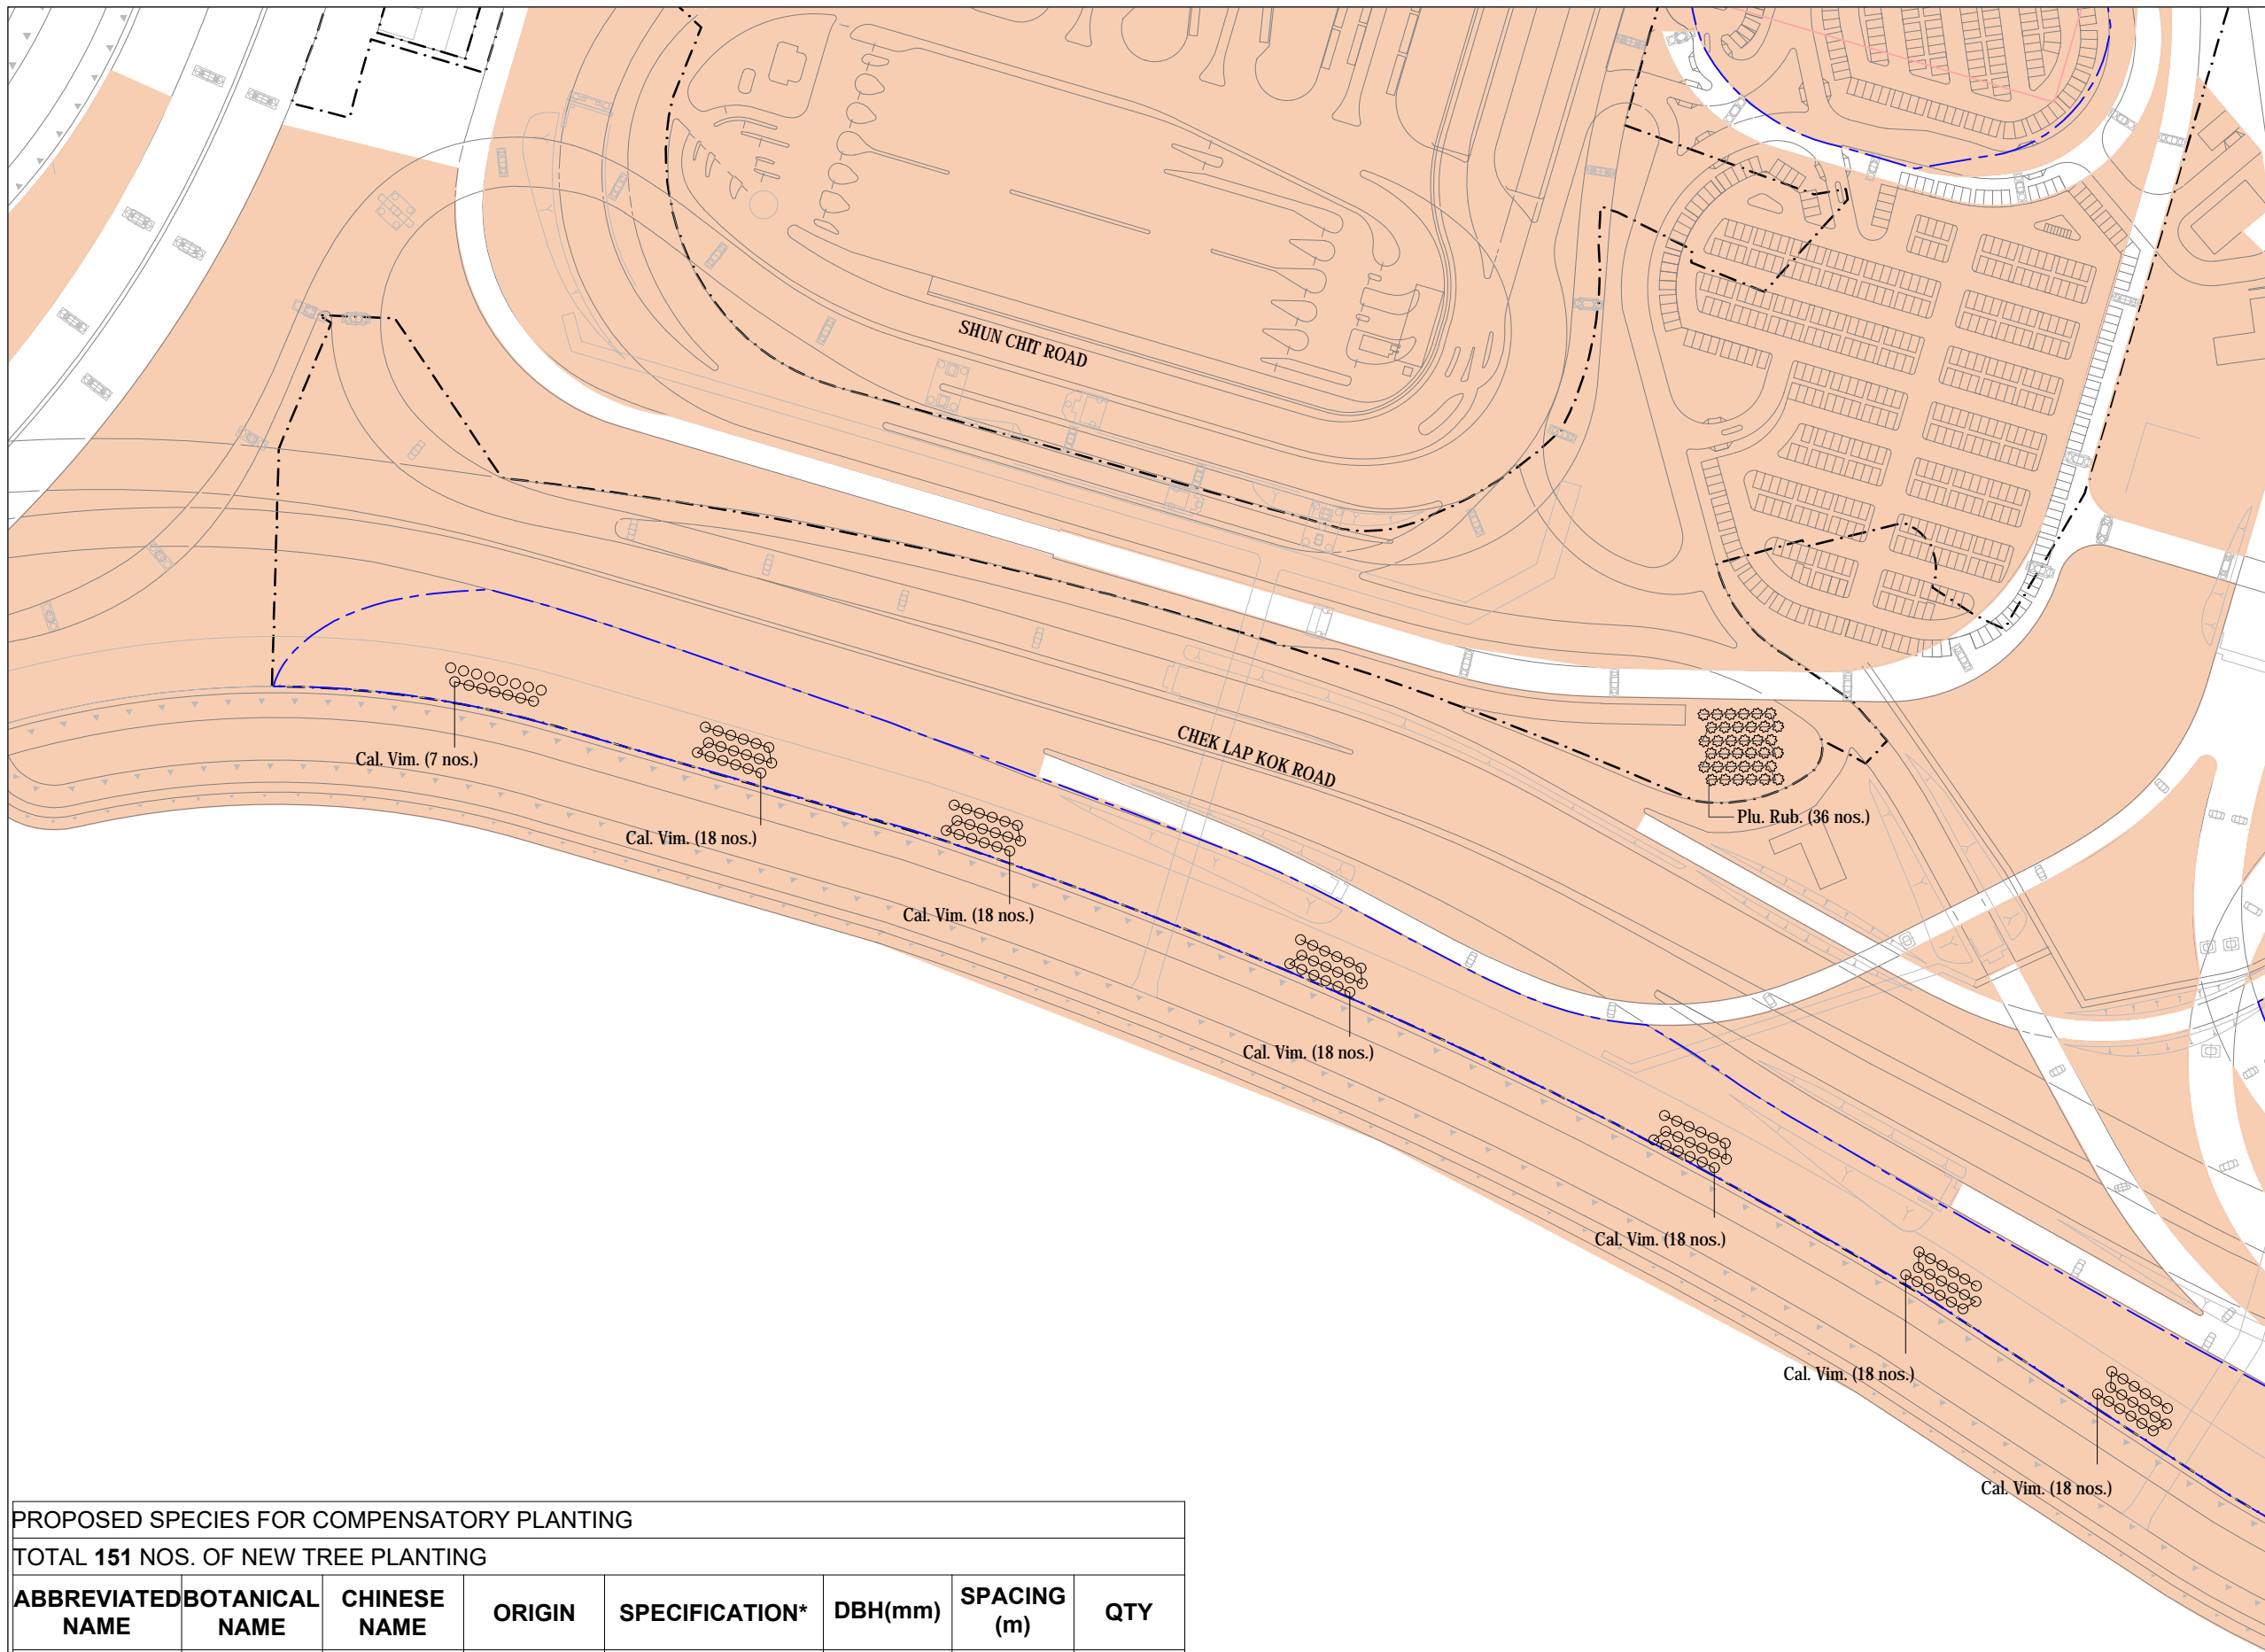 SHUN CHIT ROAD
CHEK LAP KOK ROAD
Cal. Vim. (7 nos.)
Plu. Rub. (36 nos.)
Cal. Vim. (18 nos.)
Cal. Vim. (18 nos.)
Cal. Vim. (18 nos.)
Cal. Vim. (18 nos.)
Cal. Vim. (18 nos.)
Cal. Vim. (18 nos.)
PROPOSED SPECIES FOR COMPENSATORY PLANTING
TOTAL 151 NOS. OF NEW TREE PLANTING
ABBREVIATED NAME
BOTANICAL NAME
CHINESE NAME
ORIGIN
SPECIFICATION*
DBH(mm)
SPACING (m)
QTY